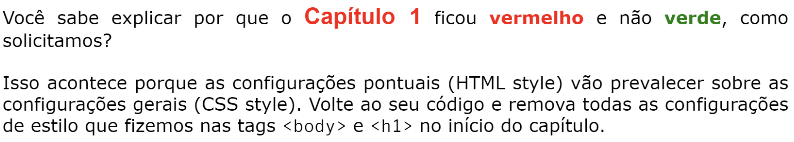 Você sabe explicar por que o Capítulo 1 ficou vermelho e não verde, como
solicitamos?
Isso acontece porque as configurações pontuais (HTML style) vão prevalecer sobre as
configurações gerais (CSS style). Volte ao seu código e remova todas as configurações
de estilo que fizemos nas tags <body> e <h1> no início do capítulo.